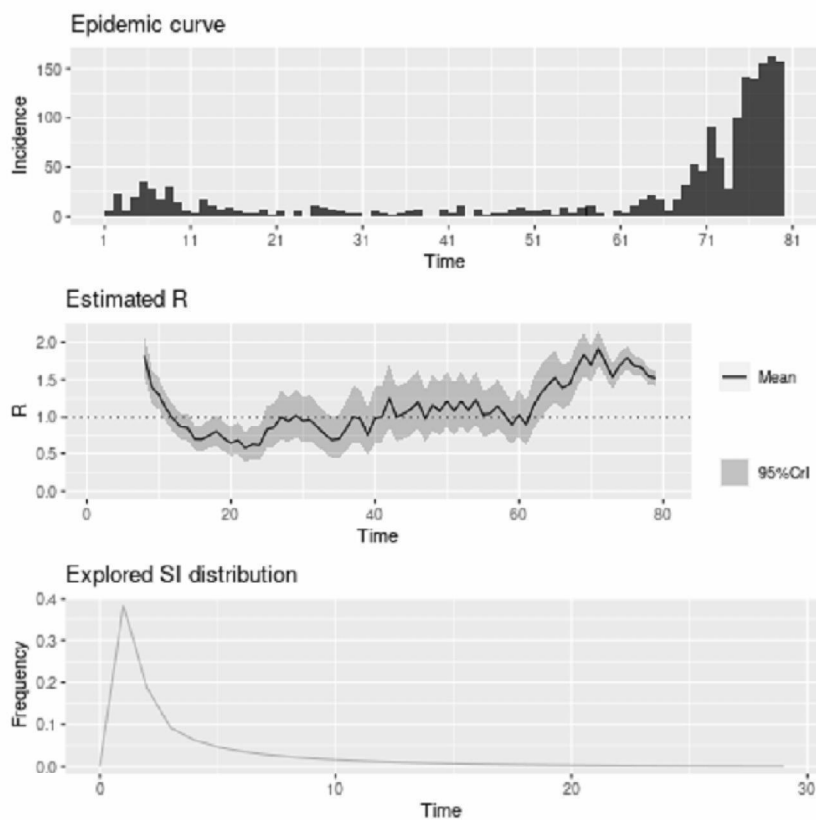 Epidemic curve
Incidence
150
100
50
0
1 11 21 31 41 51 61 71 81
Time
Estimated R
R
2.0
1.5
1.0
0.5
0.0
0 20 40 60 80
Time
Mean
95%CrI
Explored SI distribution
Frequency
0.4
0.3
0.2
0.1
0.0
0 10 20 30
Time